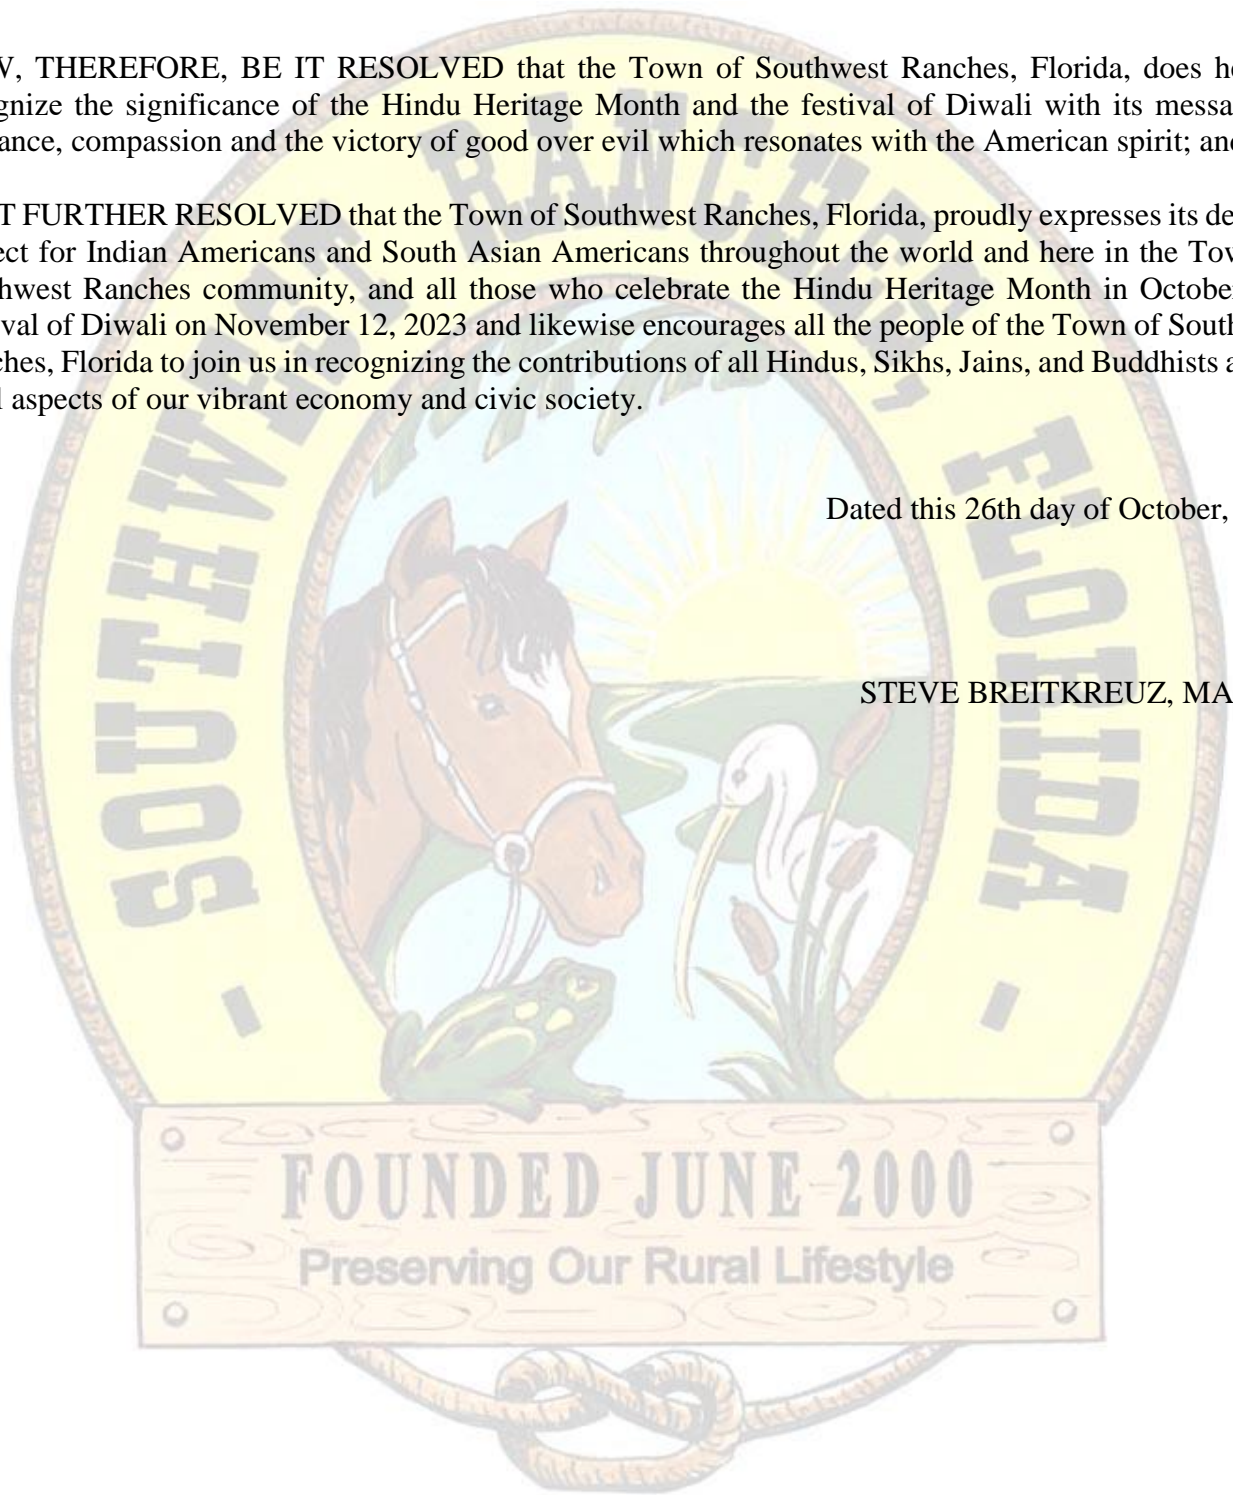 W, THEREFORE, BE IT RESOLVED that the Town of Southwest Ranches, Florida, does he
gnize the significance of the Hindu Heritage Month and the festival of Diwali with its messa
ance, compassion and the victory of good over evil which resonates with the American spirit; and
T FURTHER RESOLVED that the Town of Southwest Ranches, Florida, proudly expresses its de
ect for Indian Americans and South Asian Americans throughout the world and here in the Tow
hwest Ranches community, and all those who celebrate the Hindu Heritage Month in October
val of Diwali on November 12, 2023 and likewise encourages all the people of the Town of South
ches, Florida to join us in recognizing the contributions of all Hindus, Sikhs, Jains, and Buddhists a
l aspects of our vibrant economy and civic society.
Dated this 26th day of October,
STEVE BREITKREUZ, MA
- SOUTHWEST RANCHES, FLORIDA -
FOUNDED JUNE 2000
Preserving Our Rural Lifestyle